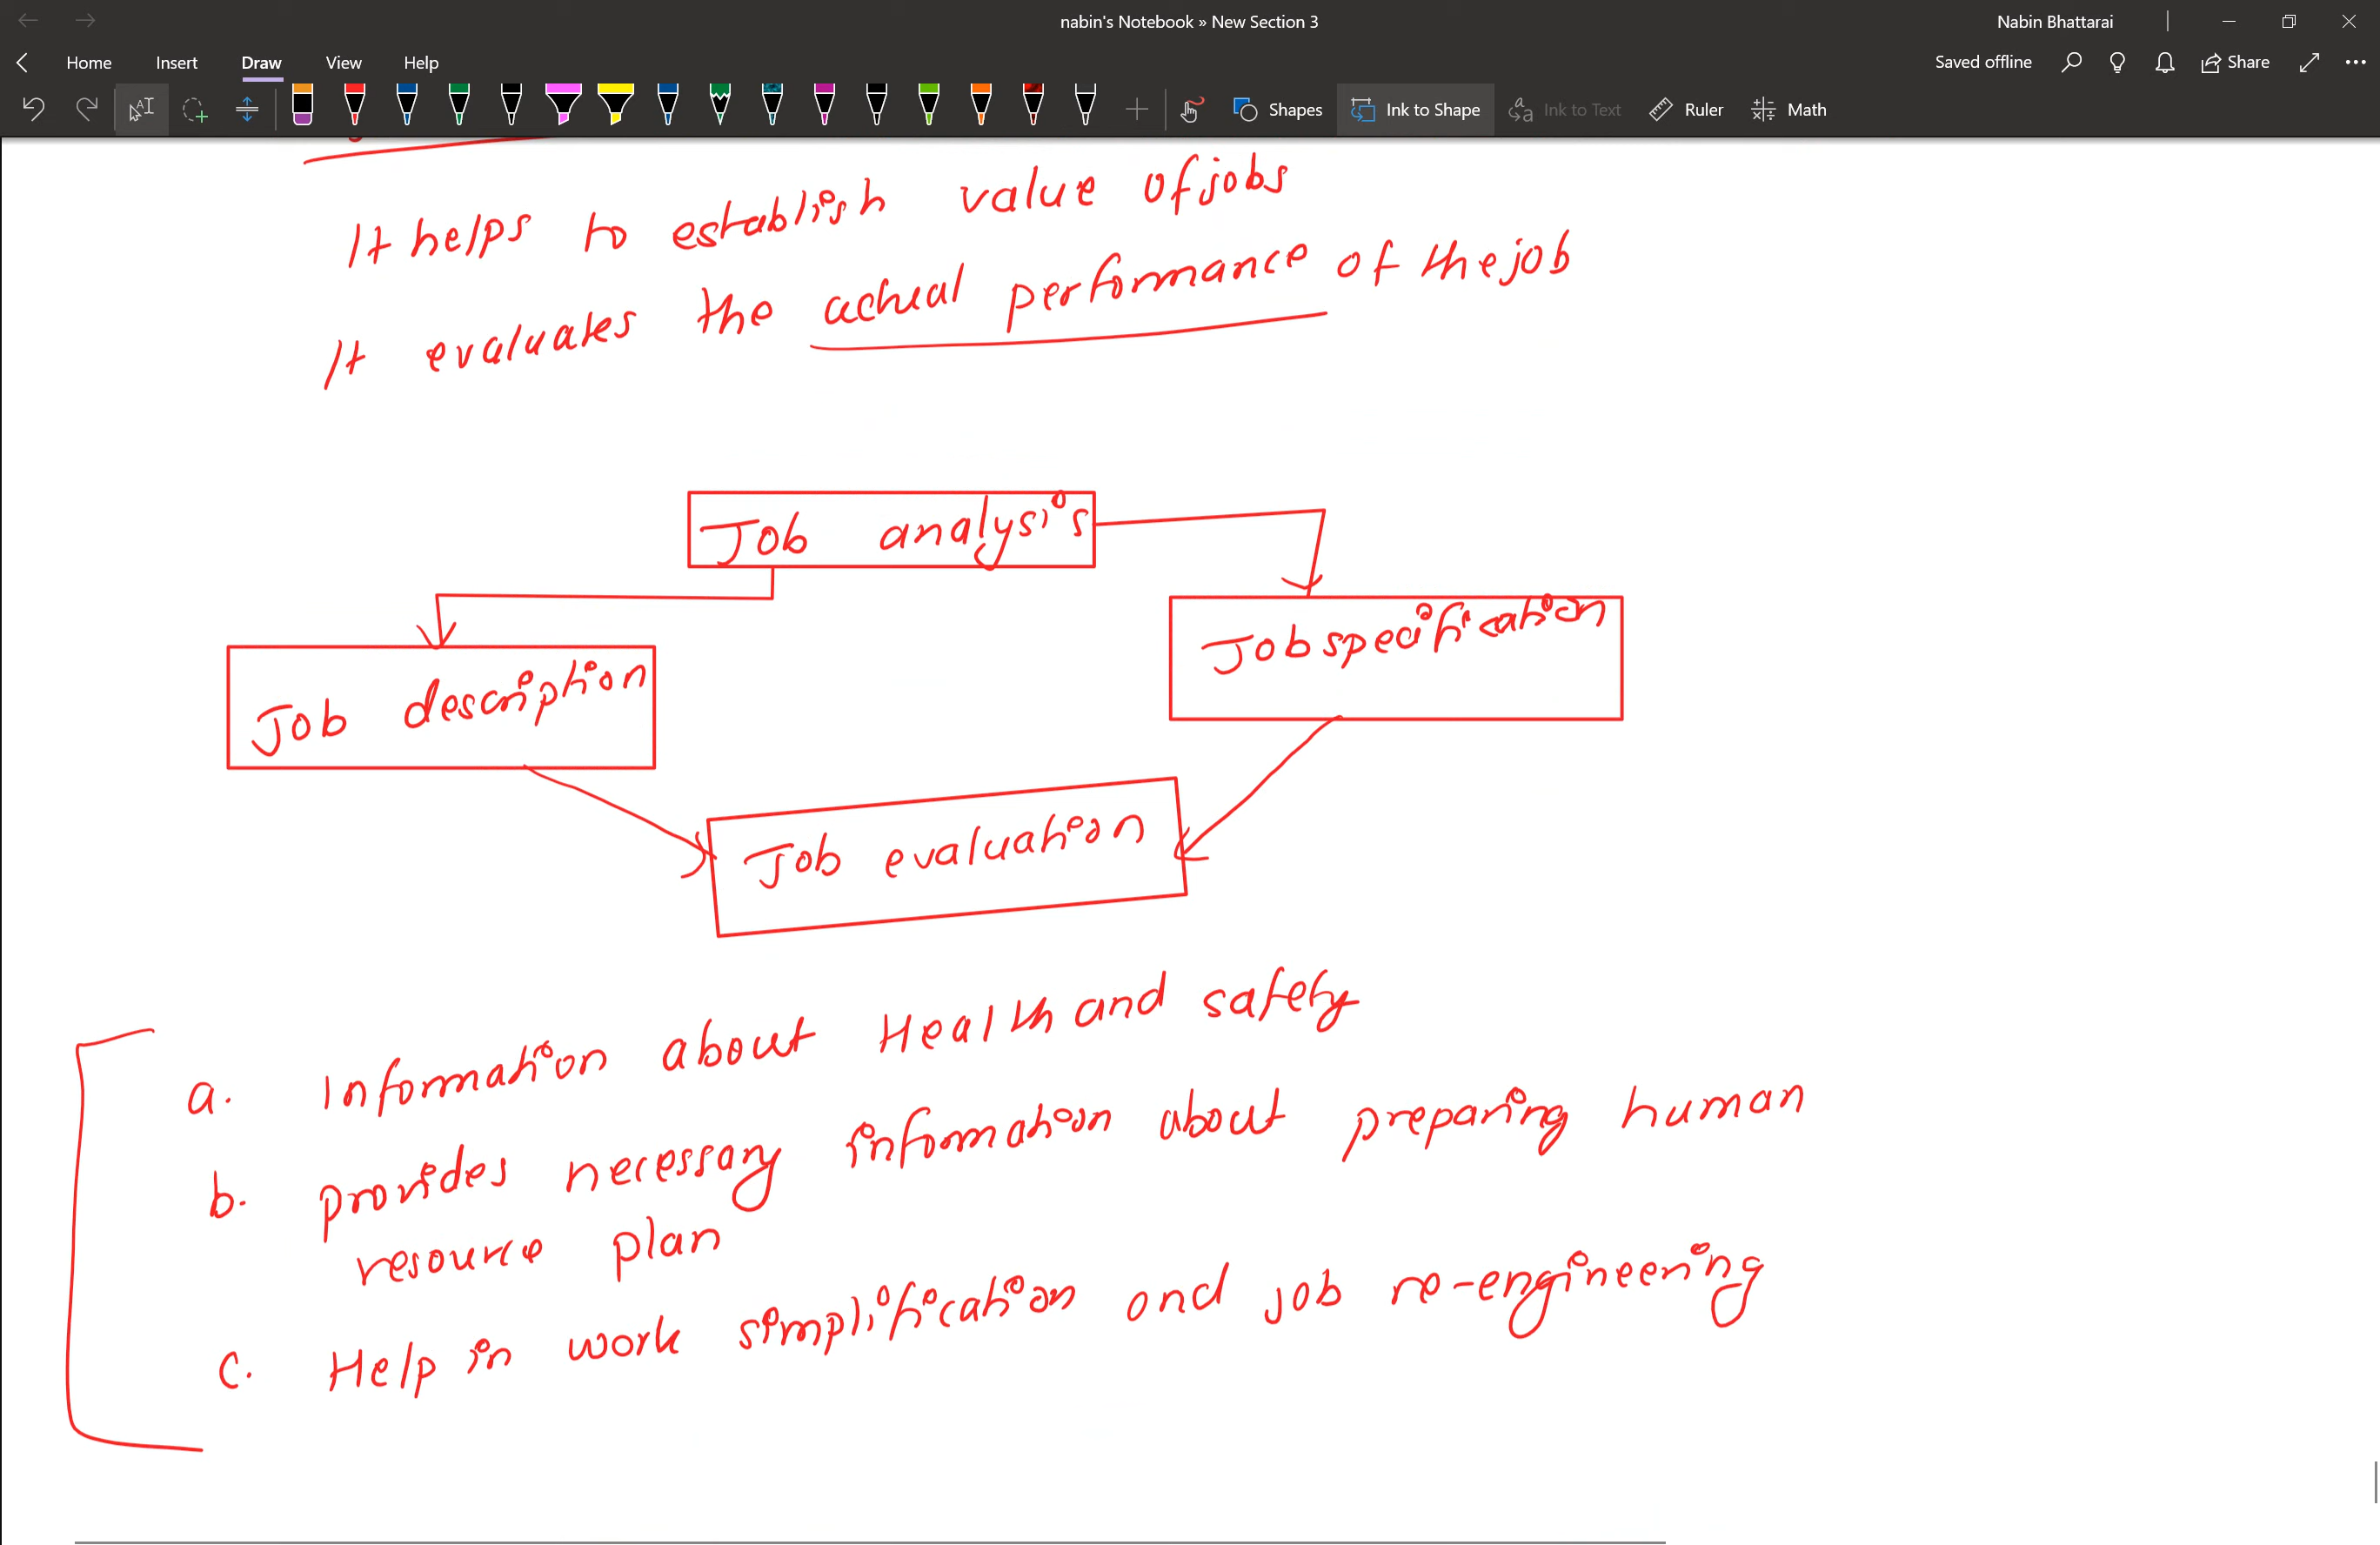 nabin's Notebook » New Section 3
Nabin Bhattarai
Home Insert Draw View Help
Saved offline
Share
Shapes
Ink to Shape
Ink to Text
Ruler
Math
It helps to establish value of jobs
It evaluates the actual performance of the job
Job analysis
Job specification
Job description
Job evaluation
a. Information about Health and safety
b. provides necessary information about preparing human
resource plan
c. Help in work simplification and job re-engineering